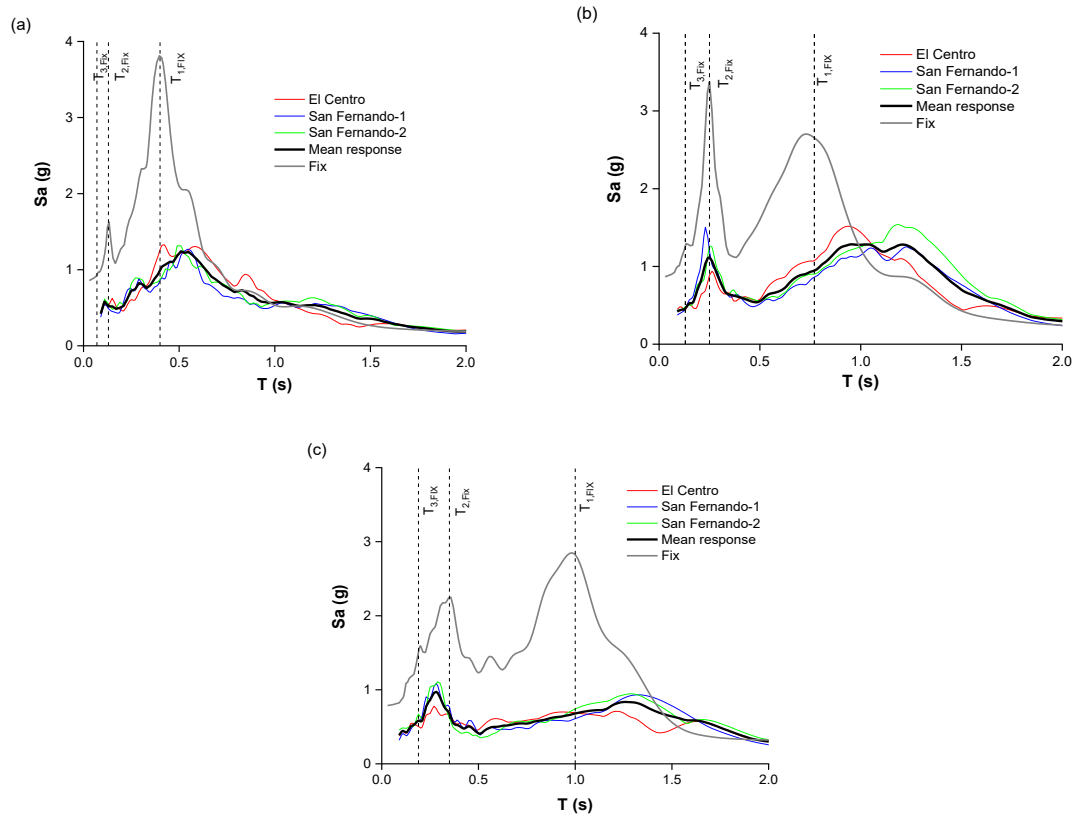 (a)
4
3
2
1
0
Sa (g)
0.0 0.5 1.0 1.5 2.0
T (s)
T3,Fix
T2,Fix
T1,FIX
El Centro
San Fernando-1
San Fernando-2
Mean response
Fix
(b)
4
3
2
1
0
Sa (g)
0.0 0.5 1.0 1.5 2.0
T (s)
T3,Fix
T2,Fix
T1,FIX
El Centro
San Fernando-1
San Fernando-2
Mean response
Fix
(c)
4
3
2
1
0
Sa (g)
0.0 0.5 1.0 1.5 2.0
T (s)
T3,FIX
T2,Fix
T1,FIX
El Centro
San Fernando-1
San Fernando-2
Mean response
Fix